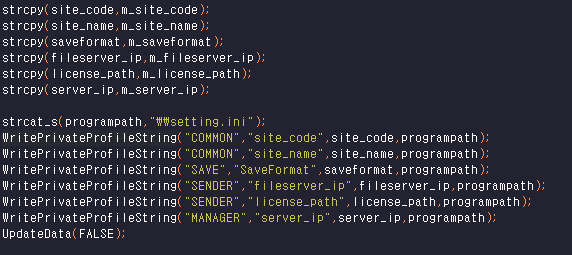 strcpy(site_code,m_site_code);
strcpy(site_name,m_site_name);
strcpy(saveformat,m_saveformat);
strcpy(fileserver_ip,m_fileserver_ip);
strcpy(license_path,m_license_path);
strcpy(server_ip,m_server_ip);
strcat_s(programpath,"₩₩setting.ini");
WritePrivateProfileString("COMMON","site_code",site_code,programpath);
WritePrivateProfileString("COMMON","site_name",site_name,programpath);
WritePrivateProfileString("SAVE","SaveFormat",saveformat,programpath);
WritePrivateProfileString("SENDER","fileserver_ip",fileserver_ip,programpath);
WritePrivateProfileString("SENDER","license_path",license_path,programpath);
WritePrivateProfileString("MANAGER","server_ip",server_ip,programpath);
UpdateData(FALSE);